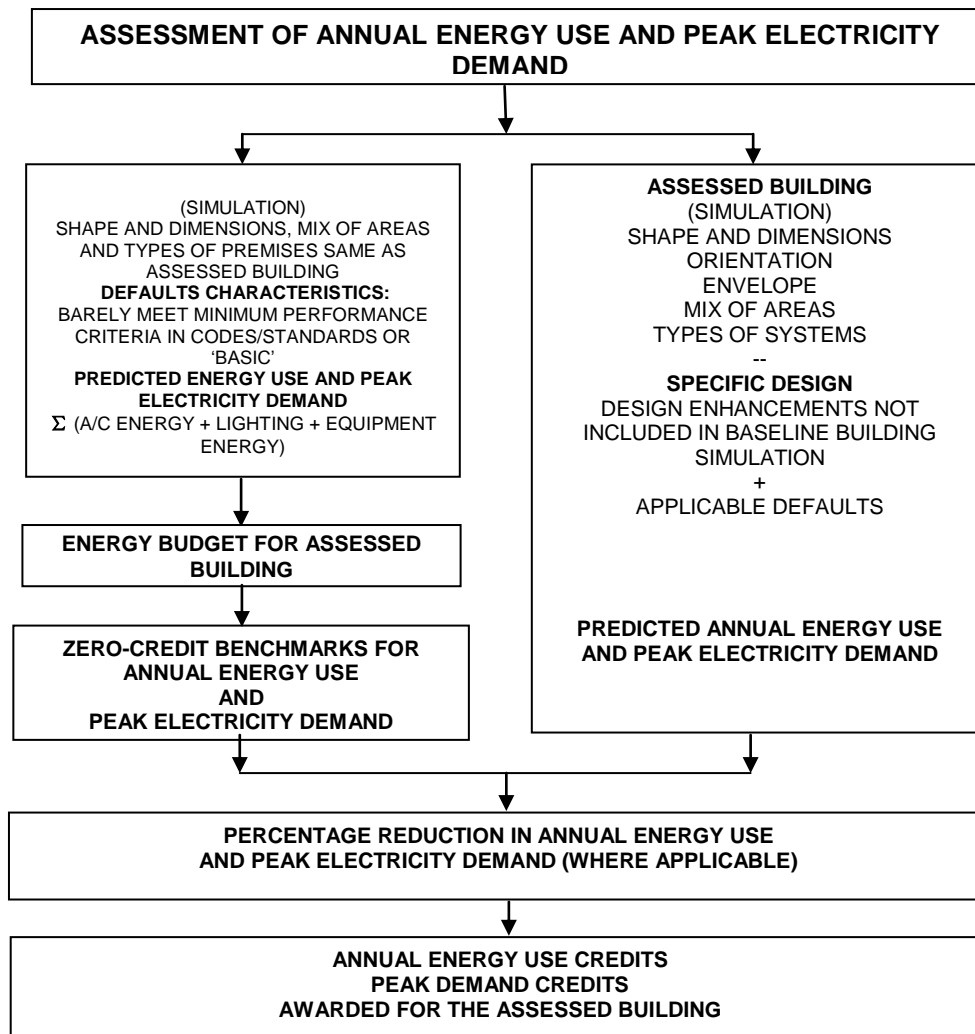 ASSESSMENT OF ANNUAL ENERGY USE AND PEAK ELECTRICITY
DEMAND
(SIMULATION)
SHAPE AND DIMENSIONS, MIX OF AREAS
AND TYPES OF PREMISES SAME AS
ASSESSED BUILDING
DEFAULTS CHARACTERISTICS:
BARELY MEET MINIMUM PERFORMANCE
CRITERIA IN CODES/STANDARDS OR
‘BASIC’
PREDICTED ENERGY USE AND PEAK
ELECTRICITY DEMAND
Σ (A/C ENERGY + LIGHTING + EQUIPMENT
ENERGY)
ENERGY BUDGET FOR ASSESSED
BUILDING
ZERO-CREDIT BENCHMARKS FOR
ANNUAL ENERGY USE
AND
PEAK ELECTRICITY DEMAND
ASSESSED BUILDING
(SIMULATION)
SHAPE AND DIMENSIONS
ORIENTATION
ENVELOPE
MIX OF AREAS
TYPES OF SYSTEMS
--
SPECIFIC DESIGN
DESIGN ENHANCEMENTS NOT
INCLUDED IN BASELINE BUILDING
SIMULATION
+
APPLICABLE DEFAULTS
PREDICTED ANNUAL ENERGY USE
AND PEAK ELECTRICITY DEMAND
PERCENTAGE REDUCTION IN ANNUAL ENERGY USE
AND PEAK ELECTRICITY DEMAND (WHERE APPLICABLE)
ANNUAL ENERGY USE CREDITS
PEAK DEMAND CREDITS
AWARDED FOR THE ASSESSED BUILDING